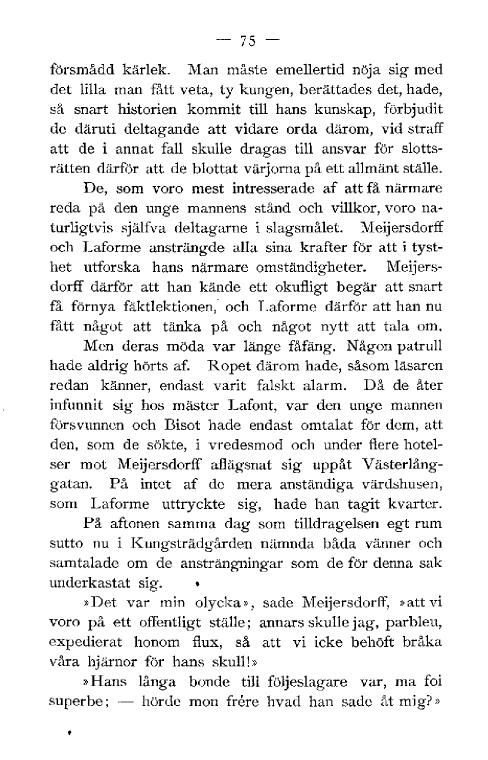 — 75 —
försmådd kärlek. Man måste emellertid nöja sig med
det lilla man fått veta, ty kungen, berättades det, hade,
så snart historien kommit till hans kunskap, förbjudit
de däruti deltagande att vidare orda därom, vid straff
att de i annat fall skulle dragas till ansvar för slotts-
rätten därför att de blottat värjorna på ett allmänt ställe.
De, som voro mest intresserade af att få närmare
reda på den unge mannens stånd och villkor, voro na-
turligtvis själfva deltagarne i slagsmålet. Meijersdorff
och Laforme ansträngde alla sina krafter för att i tyst-
het utforska hans närmare omständigheter. Meijers-
dorff därför att han kände ett okufligt begär att snart
få förnya fäktlektionen, och Laforme därför att han nu
fått något att tänka på och något nytt att tala om.
Men deras möda var länge fåfäng. Någon patrull
hade aldrig hörts af. Ropet därom hade, såsom läsaren
redan känner, endast varit falskt alarm. Då de åter
infunnit sig hos mäster Lafont, var den unge mannen
försvunnen och Bisot hade endast omtalat för dem, att
den, som de sökte, i vredesmod och under flere hotel-
ser mot Meijersdorff aflägsnat sig uppåt Västerlång-
gatan. På intet af de mera anständiga värdshusen,
som Laforme uttryckte sig, hade han tagit kvarter.
På aftonen samma dag som tilldragelsen egt rum
sutto nu i Kungsträdgården nämnda båda vänner och
samtalade om de ansträngningar som de för denna sak
underkastat sig.
»Det var min olycka», sade Meijersdorff, »att vi
voro på ett offentligt ställe; annars skulle jag, parbleu,
expedierat honom flux, så att vi icke behöft bråka
våra hjärnor för hans skull!»
»Hans långa bonde till följeslagare var, ma foi
superbe; — hörde mon frére hvad han sade åt mig?»